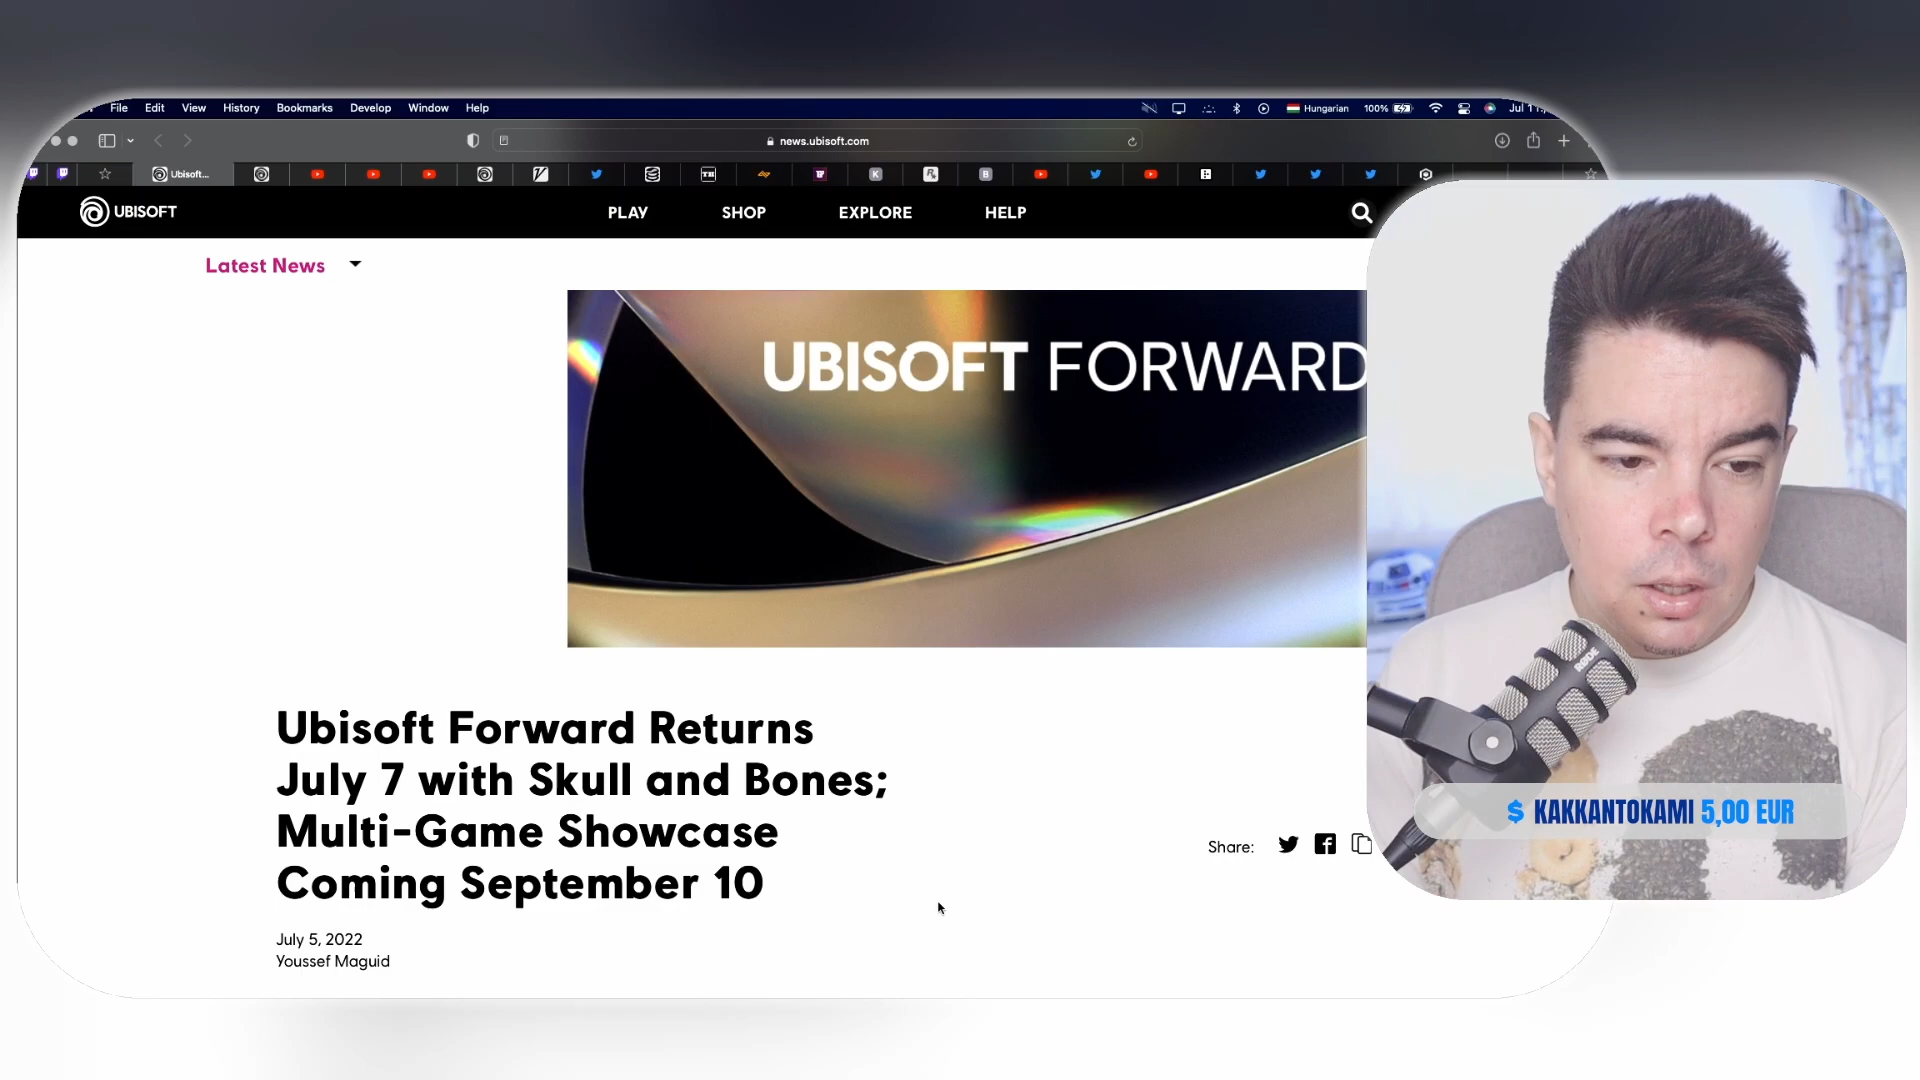 File Edit View History Bookmarks Develop Window Help
Hungarian 100%
news.ubisoft.com
Ubisoft...
UBISOFT PLAY SHOP EXPLORE HELP
Latest News
UBISOFT FORWARD
Ubisoft Forward Returns
July 7 with Skull and Bones;
Multi-Game Showcase
Coming September 10
Share:
July 5, 2022
Youssef Maguid
RØDE
$ KAKKANTOKAMI 5,00 EUR